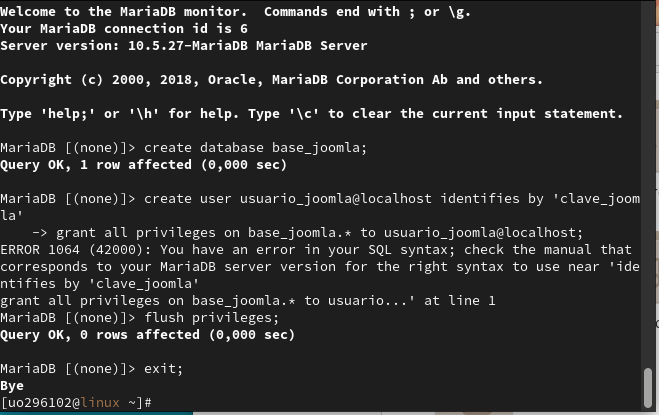 Welcome to the MariaDB monitor.  Commands end with ; or \g.
Your MariaDB connection id is 6
Server version: 10.5.27-MariaDB MariaDB Server

Copyright (c) 2000, 2018, Oracle, MariaDB Corporation Ab and others.

Type 'help;' or '\h' for help. Type '\c' to clear the current input statement.

MariaDB [(none)]> create database base_joomla;
Query OK, 1 row affected (0,000 sec)

MariaDB [(none)]> create user usuario_joomla@localhost identifies by 'clave_joom
la'
    -> grant all privileges on base_joomla.* to usuario_joomla@localhost;
ERROR 1064 (42000): You have an error in your SQL syntax; check the manual that
corresponds to your MariaDB server version for the right syntax to use near 'ide
ntifies by 'clave_joomla'
grant all privileges on base_joomla.* to usuario...' at line 1
MariaDB [(none)]> flush privileges;
Query OK, 0 rows affected (0,000 sec)

MariaDB [(none)]> exit;
Bye
[uo296102@linux ~]#